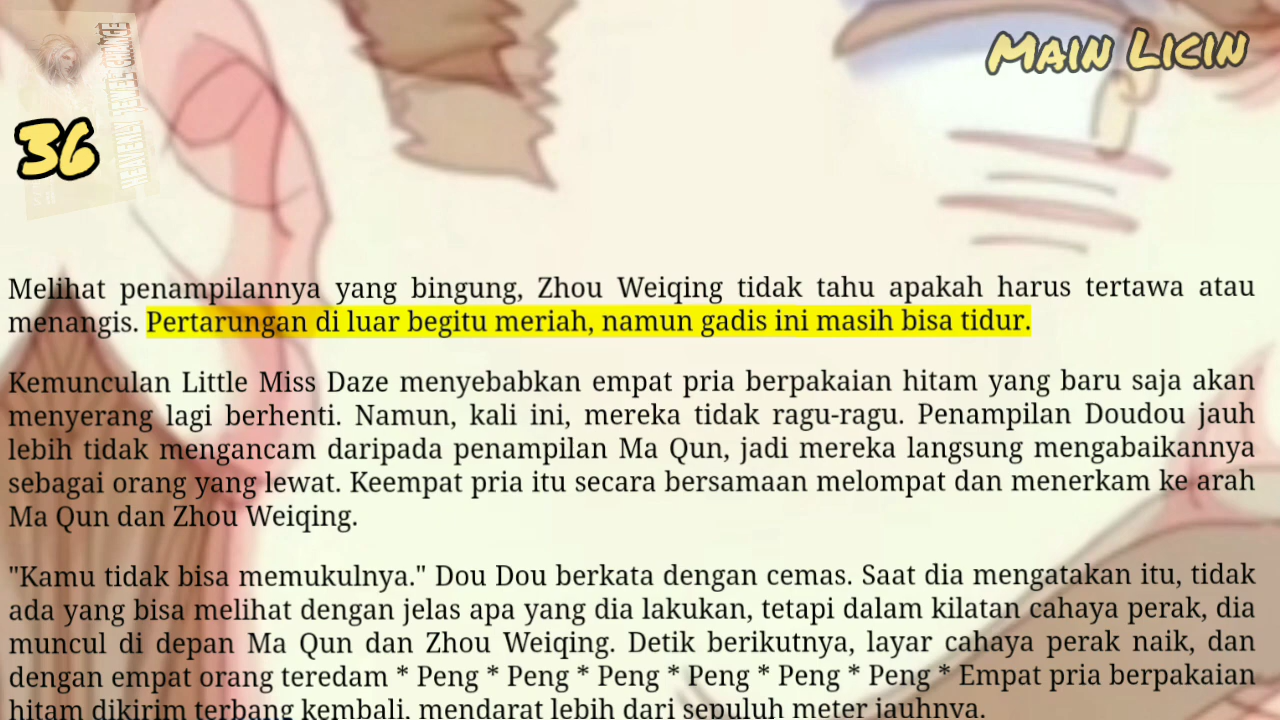 HEAVENLY JEWEL CHANGE
Main Licin
36
Melihat penampilannya yang bingung, Zhou Weiqing tidak tahu apakah harus tertawa atau
menangis. Pertarungan di luar begitu meriah, namun gadis ini masih bisa tidur.
Kemunculan Little Miss Daze menyebabkan empat pria berpakaian hitam yang baru saja akan
menyerang lagi berhenti. Namun, kali ini, mereka tidak ragu-ragu. Penampilan Doudou jauh
lebih tidak mengancam daripada penampilan Ma Qun, jadi mereka langsung mengabaikannya
sebagai orang yang lewat. Keempat pria itu secara bersamaan melompat dan menerkam ke arah
Ma Qun dan Zhou Weiqing.
"Kamu tidak bisa memukulnya." Dou Dou berkata dengan cemas. Saat dia mengatakan itu, tidak
ada yang bisa melihat dengan jelas apa yang dia lakukan, tetapi dalam kilatan cahaya perak, dia
muncul di depan Ma Qun dan Zhou Weiqing. Detik berikutnya, layar cahaya perak naik, dan
dengan empat orang teredam * Peng * Peng * Peng * Peng * Peng * Peng * Empat pria berpakaian
hitam dikirim terbang kembali, mendarat lebih dari sepuluh meter jauhnya.